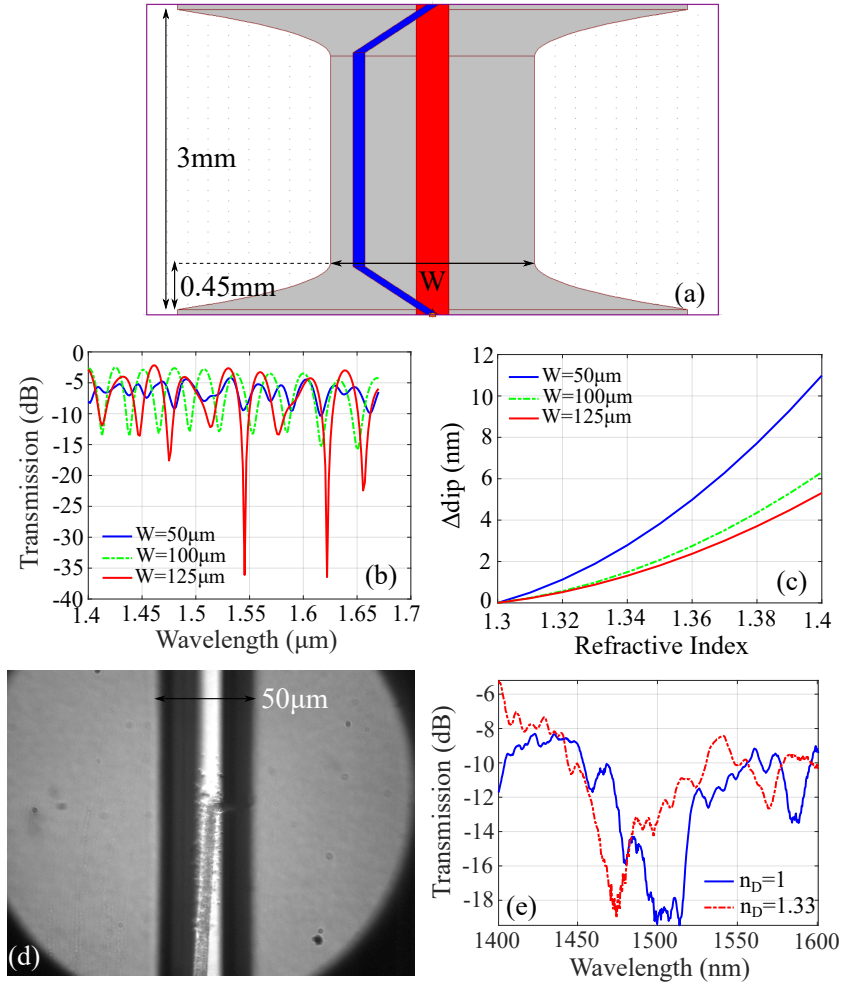 3mm
0.45mm
W
(a)
Transmission (dB)
0
-5
-10
-15
-20
-25
-30
-35
-40
1.4 1.45 1.5 1.55 1.6 1.65 1.7
Wavelength (µm)
W=50µm
W=100µm
W=125µm
(b)
Δdip (nm)
12
10
8
6
4
2
0
1.3 1.32 1.34 1.36 1.38 1.4
Refractive Index
W=50µm
W=100µm
W=125µm
(c)
50µm
(d)
Transmission (dB)
-6
-8
-10
-12
-14
-16
-18
1400 1450 1500 1550 1600
Wavelength (nm)
n_D=1
n_D=1.33
(e)